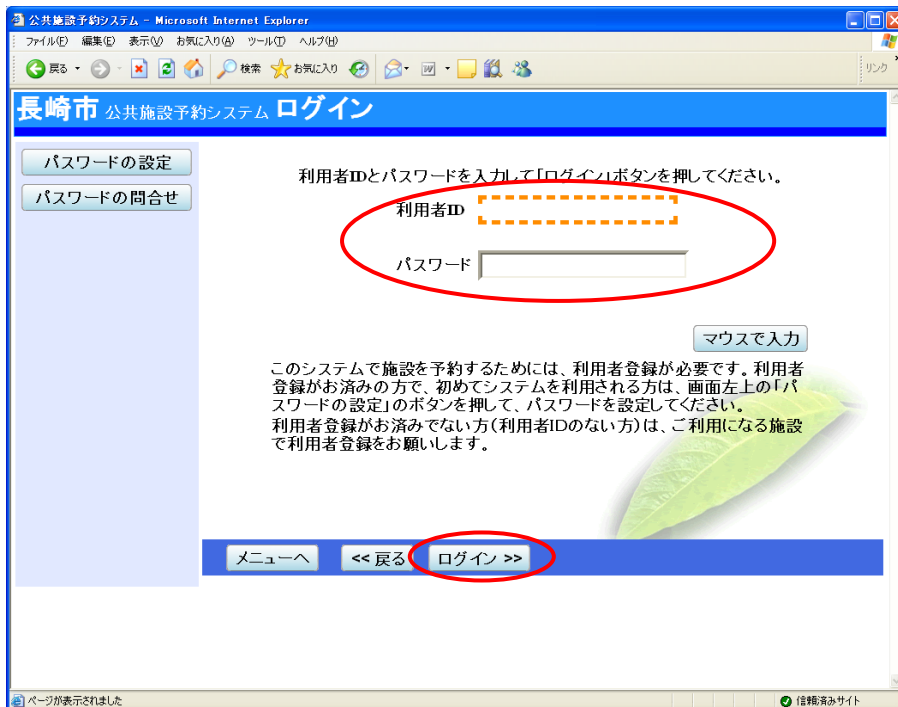 公共施設予約システム - Microsoft Internet Explorer
ファイル(F) 編集(E) 表示(V) お気に入り(A) ツール(T) ヘルプ(H)
戻る 検索 お気に入り リンク
長崎市 公共施設予約システム ログイン
パスワードの設定
パスワードの問合せ
利用者IDとパスワードを入力して「ログイン」ボタンを押してください。
利用者ID
パスワード
マウスで入力
このシステムで施設を予約するためには、利用者登録が必要です。利用者
登録がお済みの方で、初めてシステムを利用される方は、画面左上の「パ
スワードの設定」のボタンを押して、パスワードを設定してください。
利用者登録がお済みでない方(利用者IDのない方)は、ご利用になる施設
で利用者登録をお願いします。
メニューへ << 戻る ログイン >>
ページが表示されました 信頼済みサイト